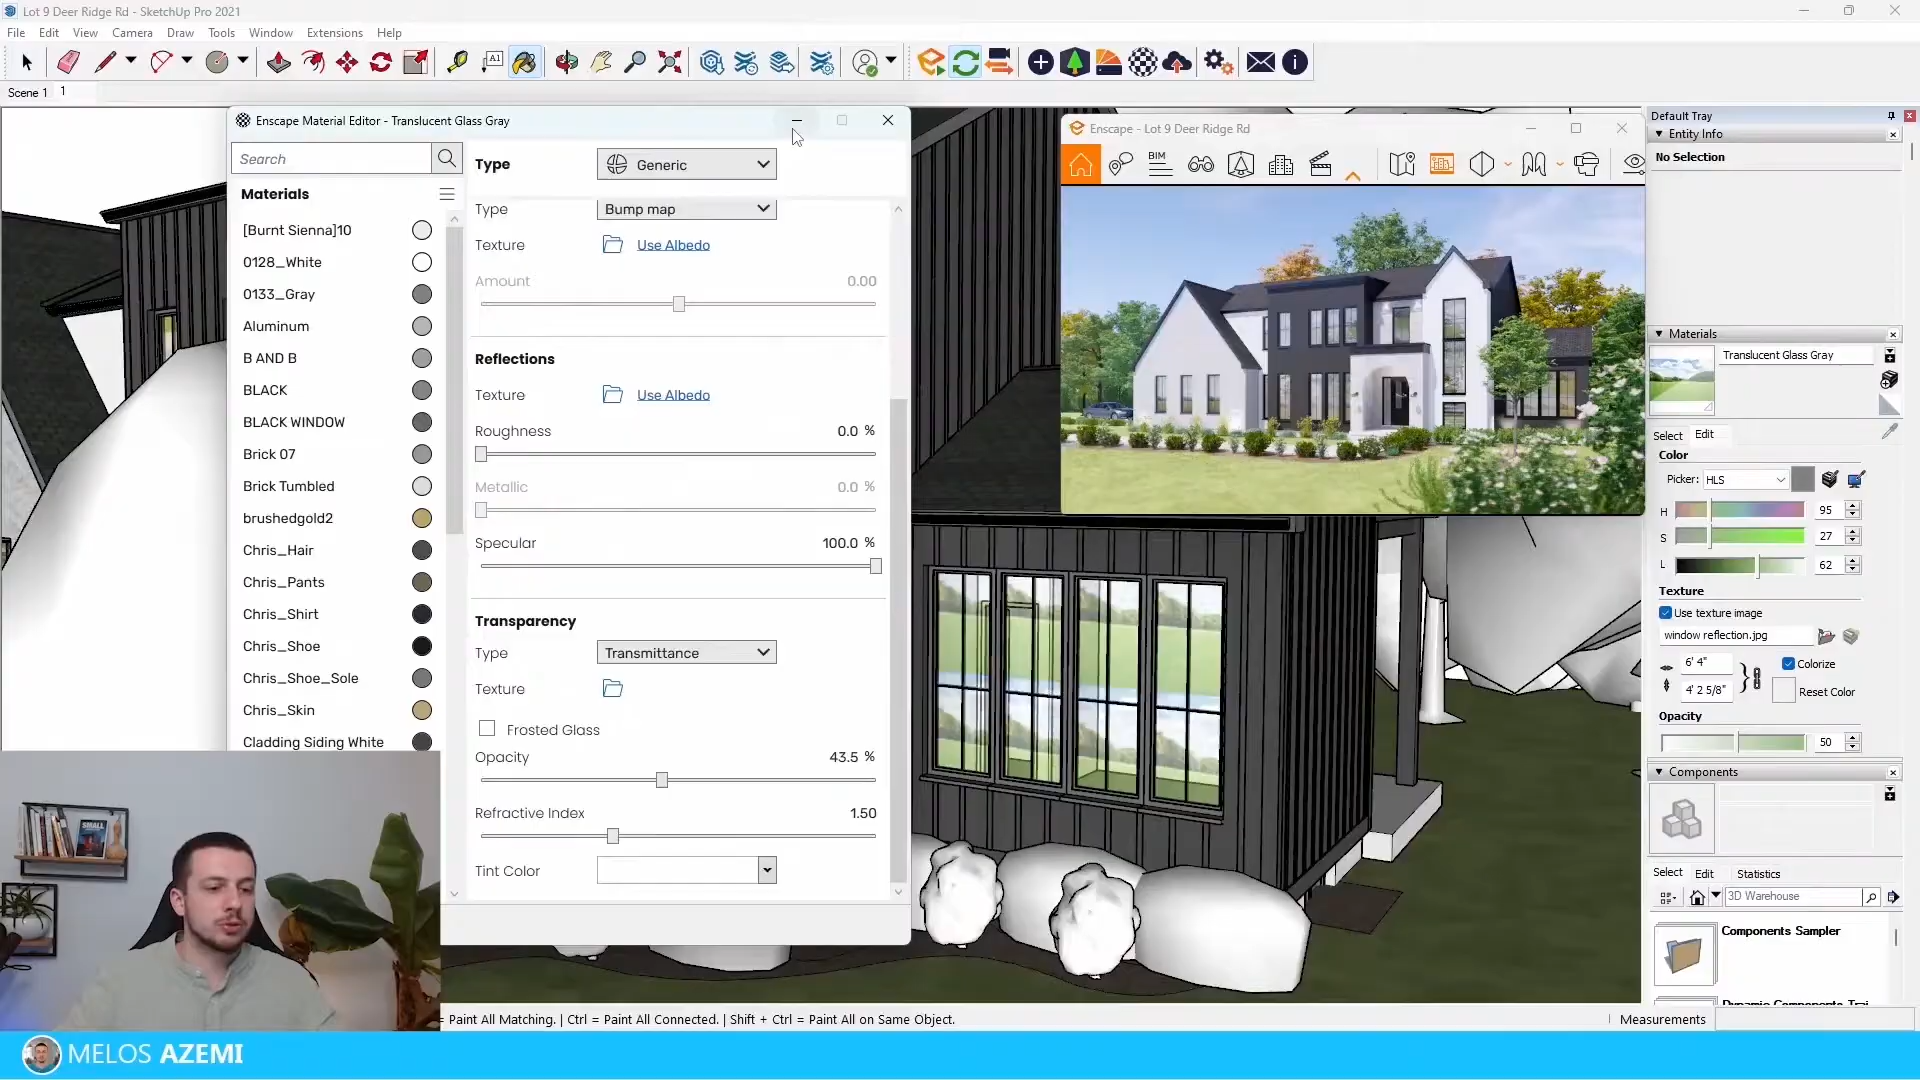 Lot 9 Deer Ridge Rd - SketchUp Pro 2021
File Edit View Camera Draw Tools Window Extensions Help
A1
Scene 1 1
Enscape Material Editor - Translucent Glass Gray
Search
Materials
[Burnt Sienna]10
0128_White
0133_Gray
Aluminum
B AND B
BLACK
BLACK WINDOW
Brick 07
Brick Tumbled
brushedgold2
Chris_Hair
Chris_Pants
Chris_Shirt
Chris_Shoe
Chris_Shoe_Sole
Chris_Skin
Cladding Siding White
Type Generic
Type Bump map
Texture Use Albedo
Amount 0.00
Reflections
Texture Use Albedo
Roughness 0.0 %
Metallic 0.0 %
Specular 100.0 %
Transparency
Type Transmittance
Texture
Frosted Glass
Opacity 43.5 %
Refractive Index 1.50
Tint Color
Enscape - Lot 9 Deer Ridge Rd
BIM
Default Tray
Entity Info
No Selection
Materials
Translucent Glass Gray
Select Edit
Color
Picker: HLS
H 95
S 27
L 62
Texture
Use texture image
window reflection.jpg
6' 4"
Colorize
4' 2 5/8"
Reset Color
Opacity
50
Components
Select Edit Statistics
3D Warehouse
Components Sampler
SMALL
= Paint All Matching. | Ctrl = Paint All Connected. | Shift + Ctrl = Paint All on Same Object.
Measurements
MELOS AZEMI